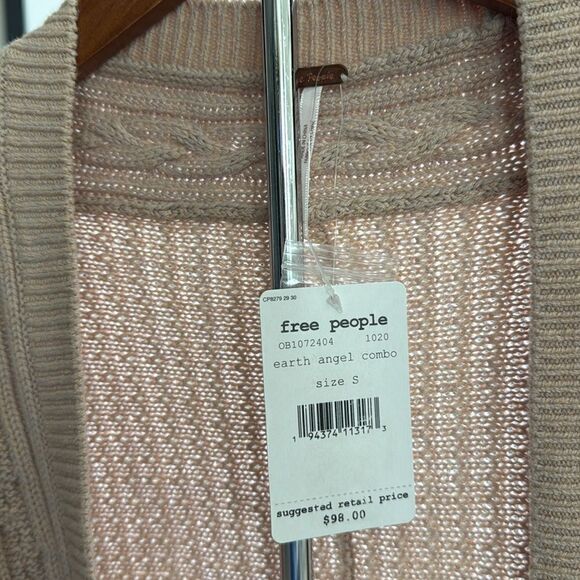 People
CP8279 29 30
free people
OB1072404 1020
earth angel combo
size S
1 94374 11317 3
suggested retail price
$98.00